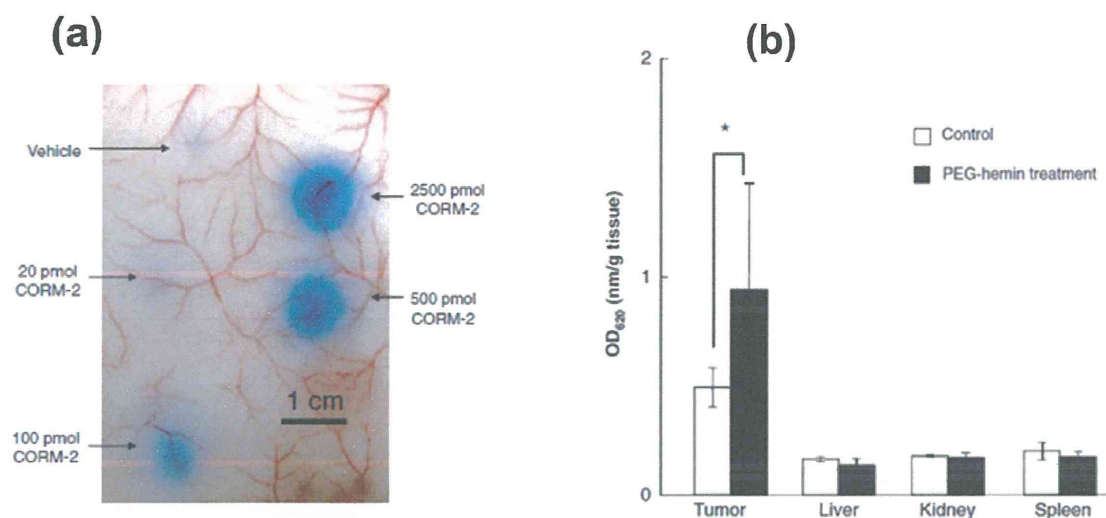 (a)
Vehicle
2500 pmol
CORM-2
20 pmol
CORM-2
500 pmol
CORM-2
1 cm
100 pmol
CORM-2
(b)
2
1
0
OD620 (nm/g tissue)
*
Control
PEG-hemin treatment
Tumor
Liver
Kidney
Spleen